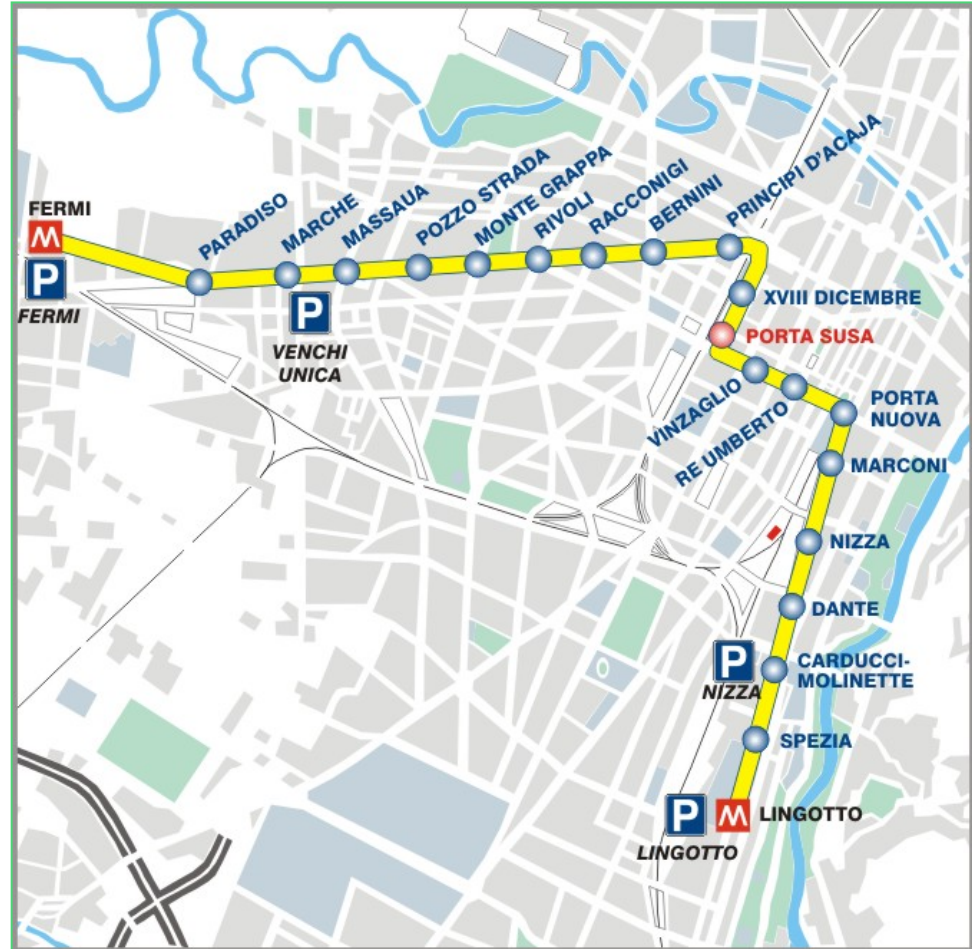 FERMI
M
P
FERMI
PARADISO
MARCHE
MASSAUA
POZZO STRADA
MONTE GRAPPA
RIVOLI
RACCONIGI
BERNINI
PRINCIPI D'ACAJA
P
VENCHI
UNICA
XVIII DICEMBRE
PORTA SUSA
VINZAGLIO
RE UMBERTO
PORTA
NUOVA
MARCONI
NIZZA
DANTE
P
NIZZA
CARDUCCI-
MOLINETTE
SPEZIA
P
LINGOTTO
M
LINGOTTO